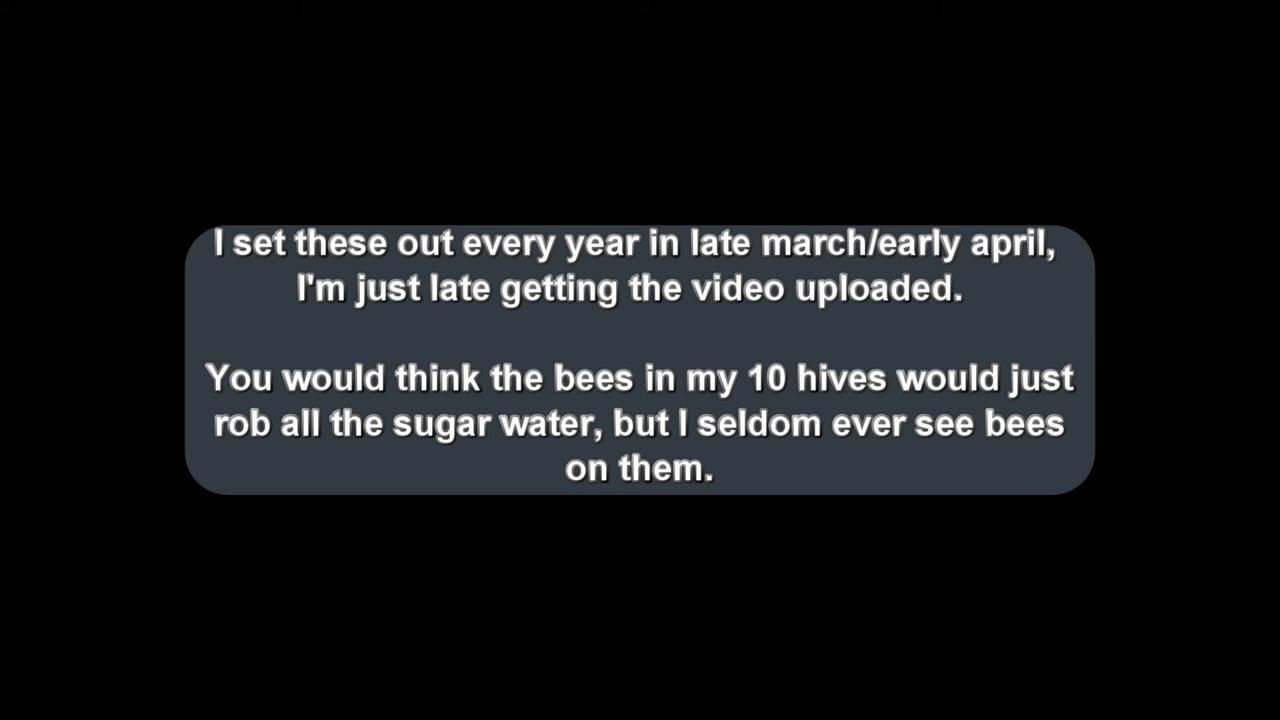 I set these out every year in late march/early april,
I'm just late getting the video uploaded.
You would think the bees in my 10 hives would just
rob all the sugar water, but I seldom ever see bees
on them.